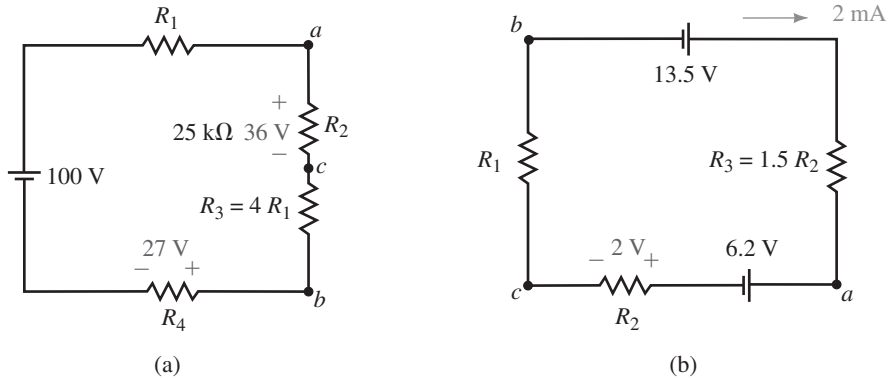 R1
a
+
25 kΩ 36 V
R2
−
c
100 V
R3 = 4 R1
27 V
− +
b
R4
(a)
2 mA
b
13.5 V
R1
R3 = 1.5 R2
− 2 V +
6.2 V
c
a
R2
(b)